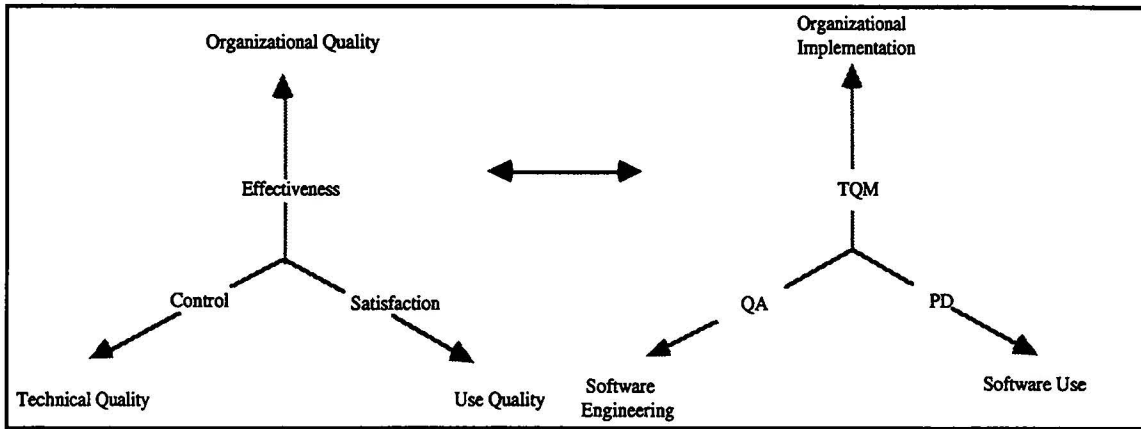 Organizational Quality
Organizational
Implementation
Effectiveness
TQM
Control
Satisfaction
QA
PD
Technical Quality
Use Quality
Software
Engineering
Software Use